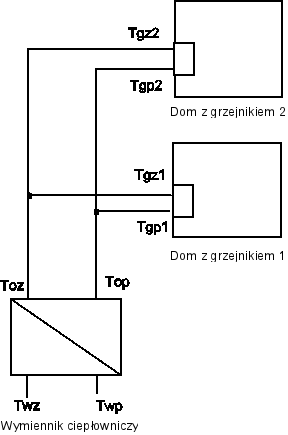 Tgz2
Tgp2
Dom z grzejnikiem 2
Tgz1
Tgp1
Dom z grzejnikiem 1
Toz
Top
Twz
Twp
Wymiennik ciepłowniczy